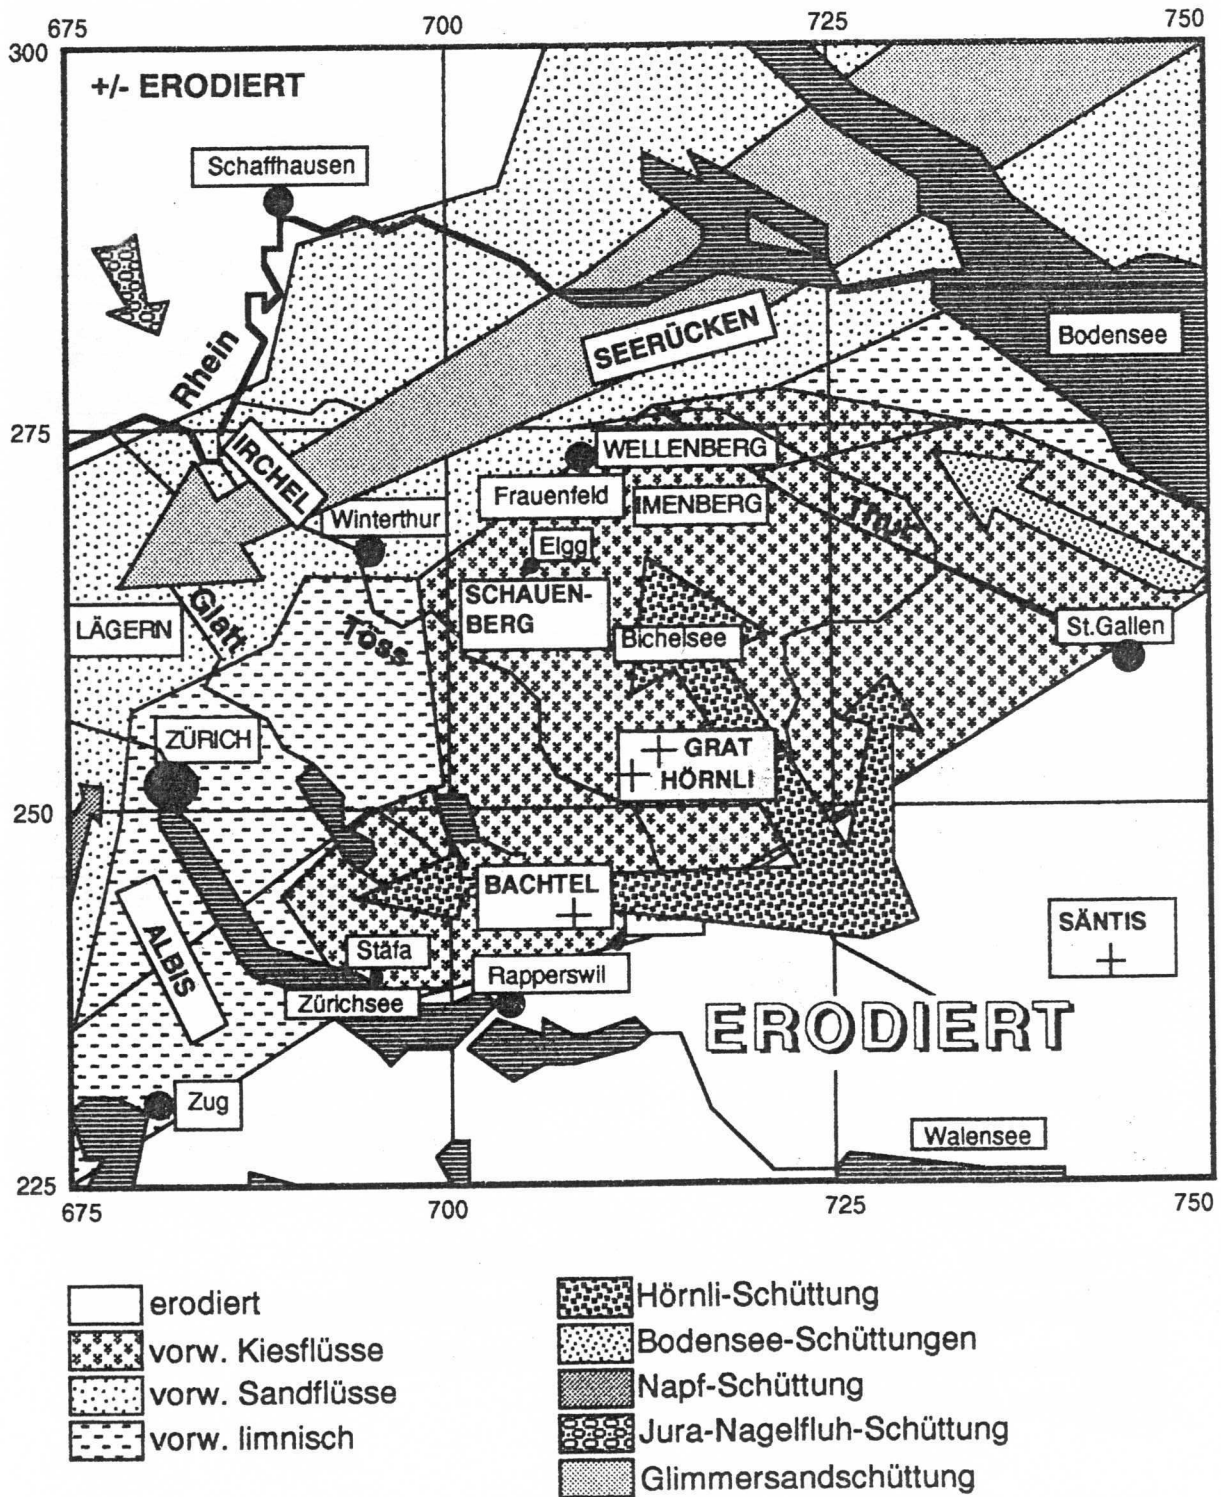 675 700 725 750
300
+/- ERODIERT
Schaffhausen
Rhein
SEERÜCKEN
Bodensee
275
IRCHEL
WELLENBERG
Frauenfeld
IMENBERG
Winterthur
Thur
Elgg
Glatt
LÄGERN
Töss
SCHAUEN-
BERG
Bichelsee
St.Gallen
ZÜRICH
GRAT
HÖRNLI
250
BACHTEL
ALBIS
SÄNTIS
Stäfa
Rapperswil
Zürichsee
ERODIERT
Zug
Walensee
225
675 700 725 750
erodiert
vorw. Kiesflüsse
vorw. Sandflüsse
vorw. limnisch
Hörnli-Schüttung
Bodensee-Schüttungen
Napf-Schüttung
Jura-Nagelfluh-Schüttung
Glimmersandschüttung